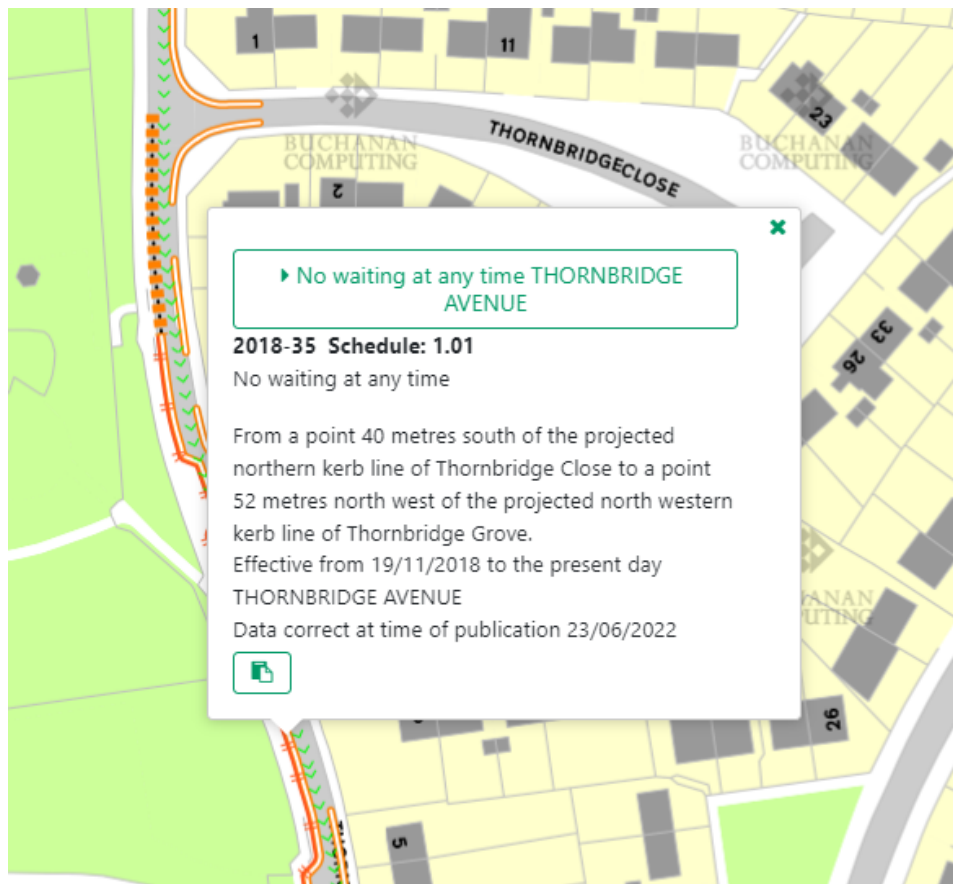 1
11
23
THORNBRIDGECLOSE
BUCHANAN
COMPUTING
BUCHANAN
COMPUTING
2
No waiting at any time THORNBRIDGE
AVENUE
2018-35 Schedule: 1.01
No waiting at any time
From a point 40 metres south of the projected
northern kerb line of Thornbridge Close to a point
52 metres north west of the projected north western
kerb line of Thornbridge Grove.
Effective from 19/11/2018 to the present day
THORNBRIDGE AVENUE
Data correct at time of publication 23/06/2022
33
26
26
5